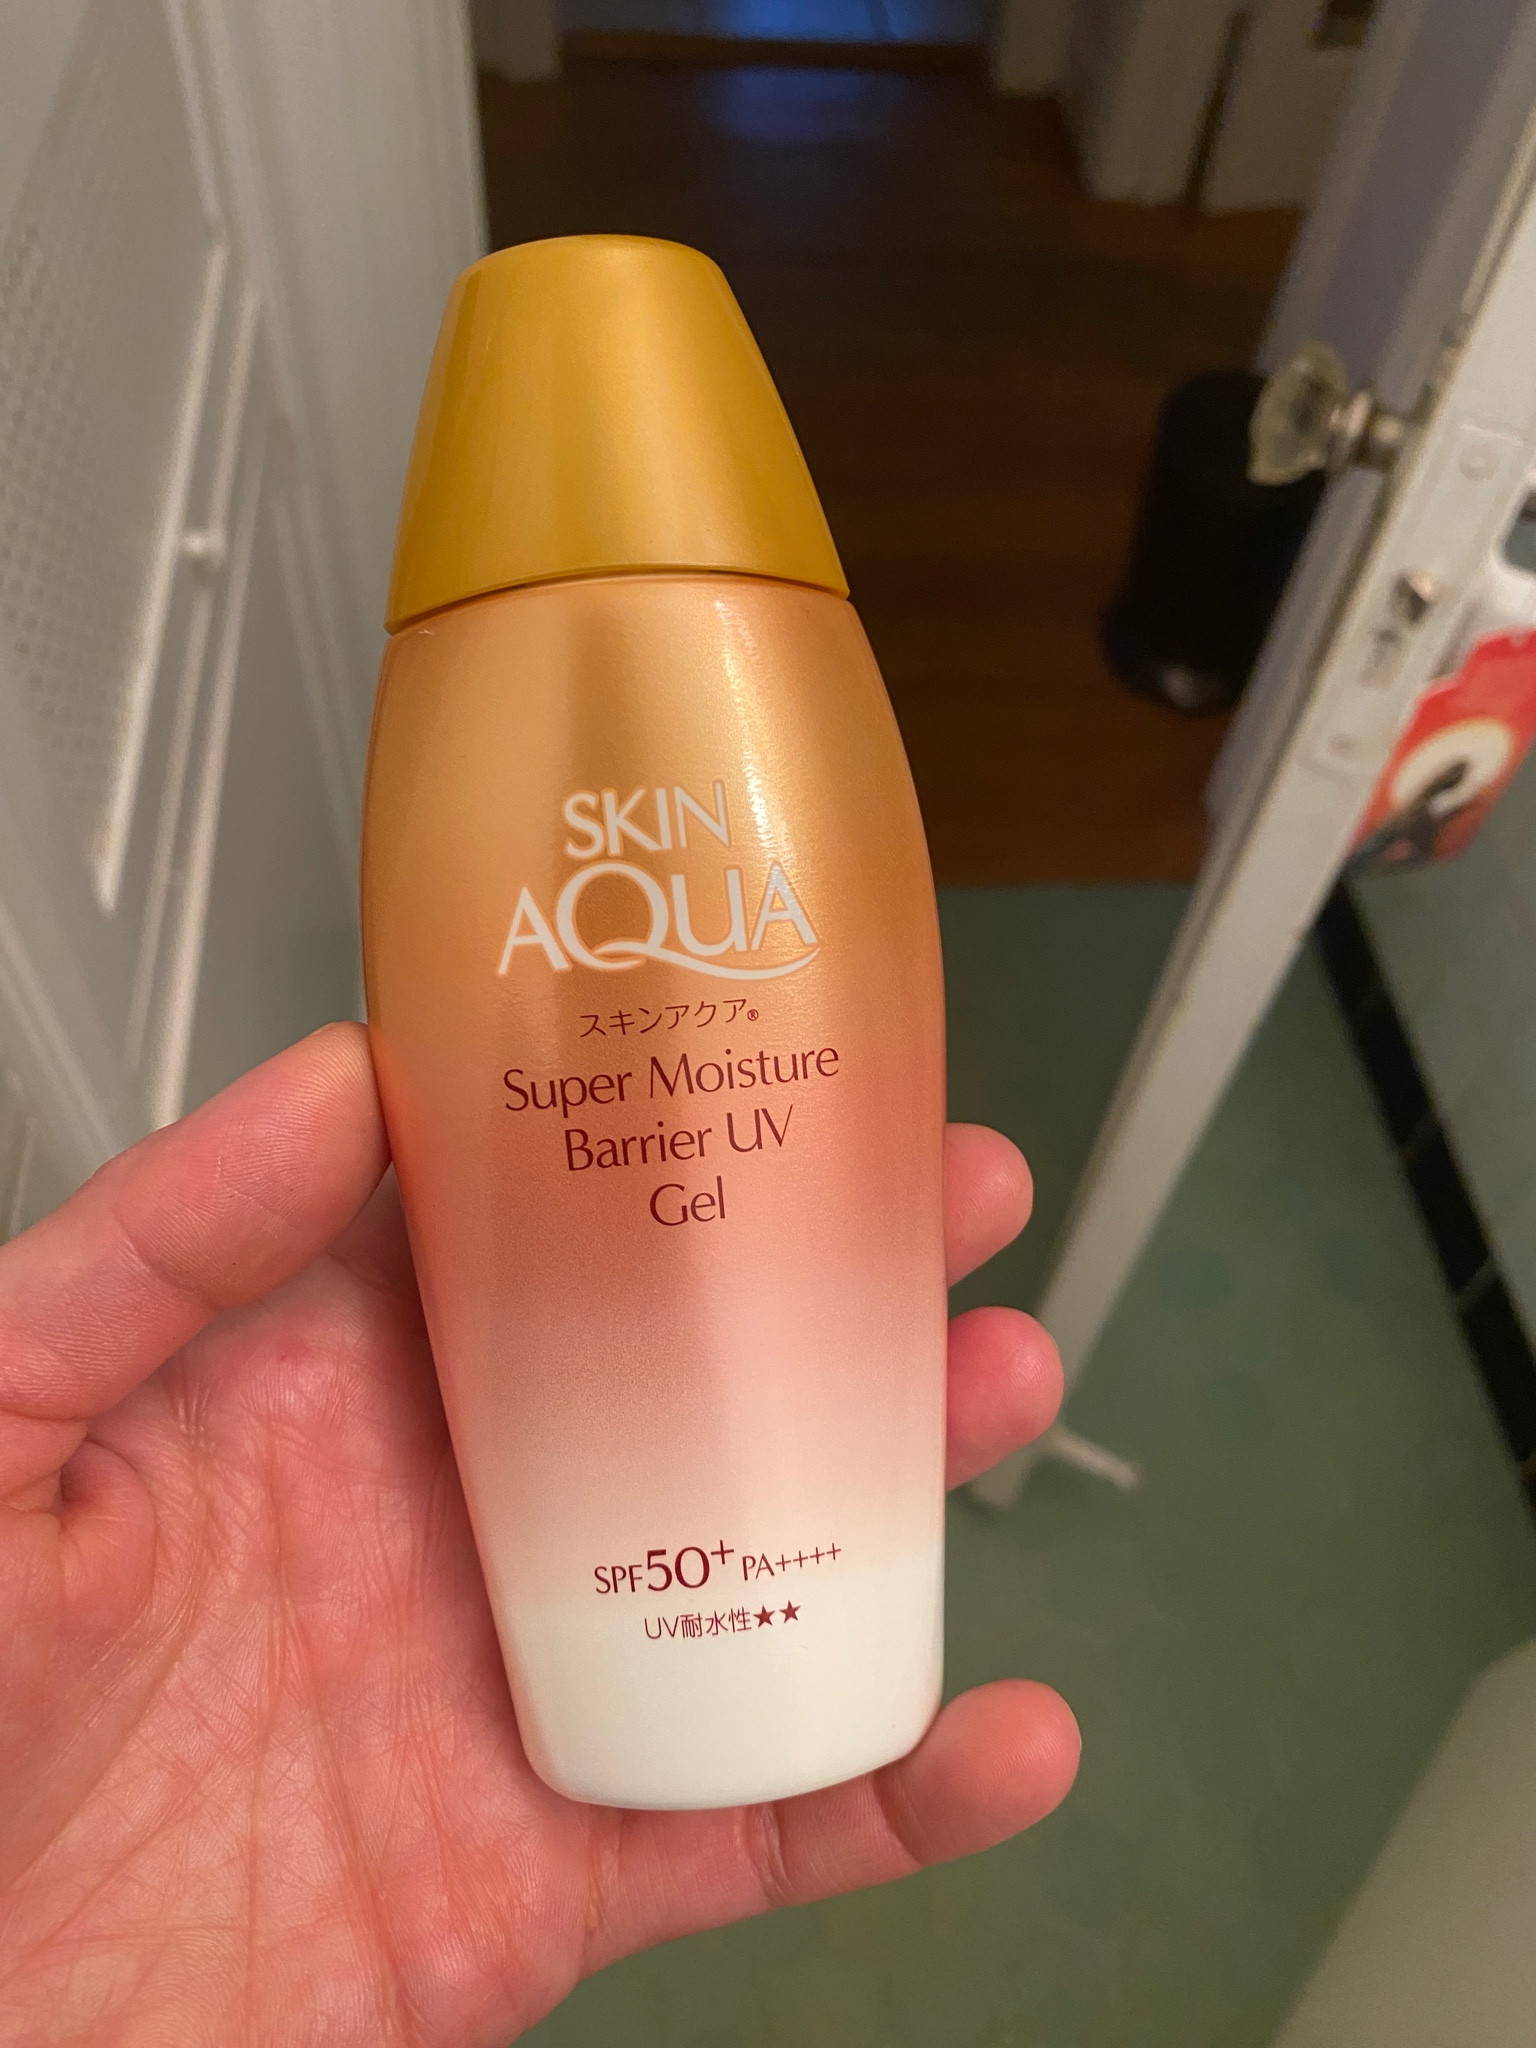 SKIN
AQUA
スキンアクア®
Super Moisture
Barrier UV
Gel
SPF50+ PA++++
UV耐水性★★